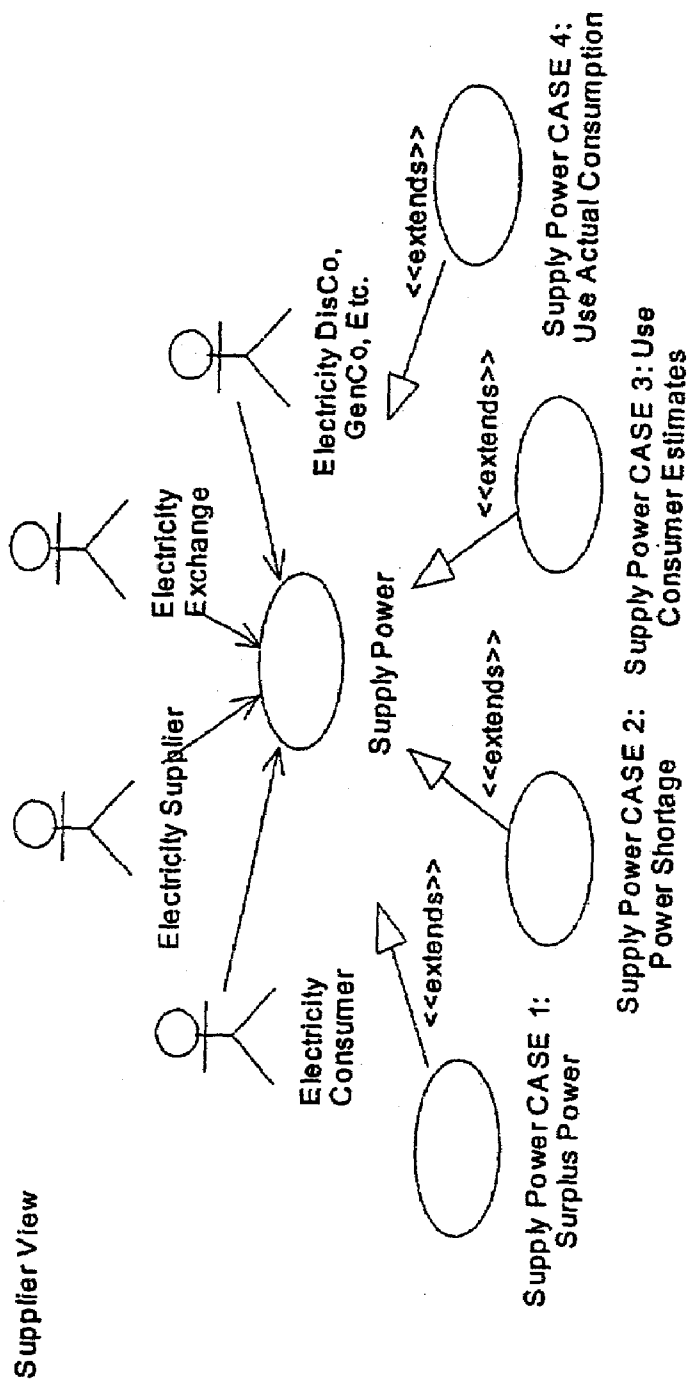 Supplier View
Electricity
Consumer
Electricity Supplier
Electricity
Exchange
Electricity DisCo,
GenCo, Etc.
Supply Power
<<extends>>
<<extends>>
<<extends>>
<<extends>>
Supply Power CASE 1:
Surplus Power
Supply Power CASE 2:
Power Shortage
Supply Power CASE 3: Use
Consumer Estimates
Supply Power CASE 4:
Use Actual Consumption